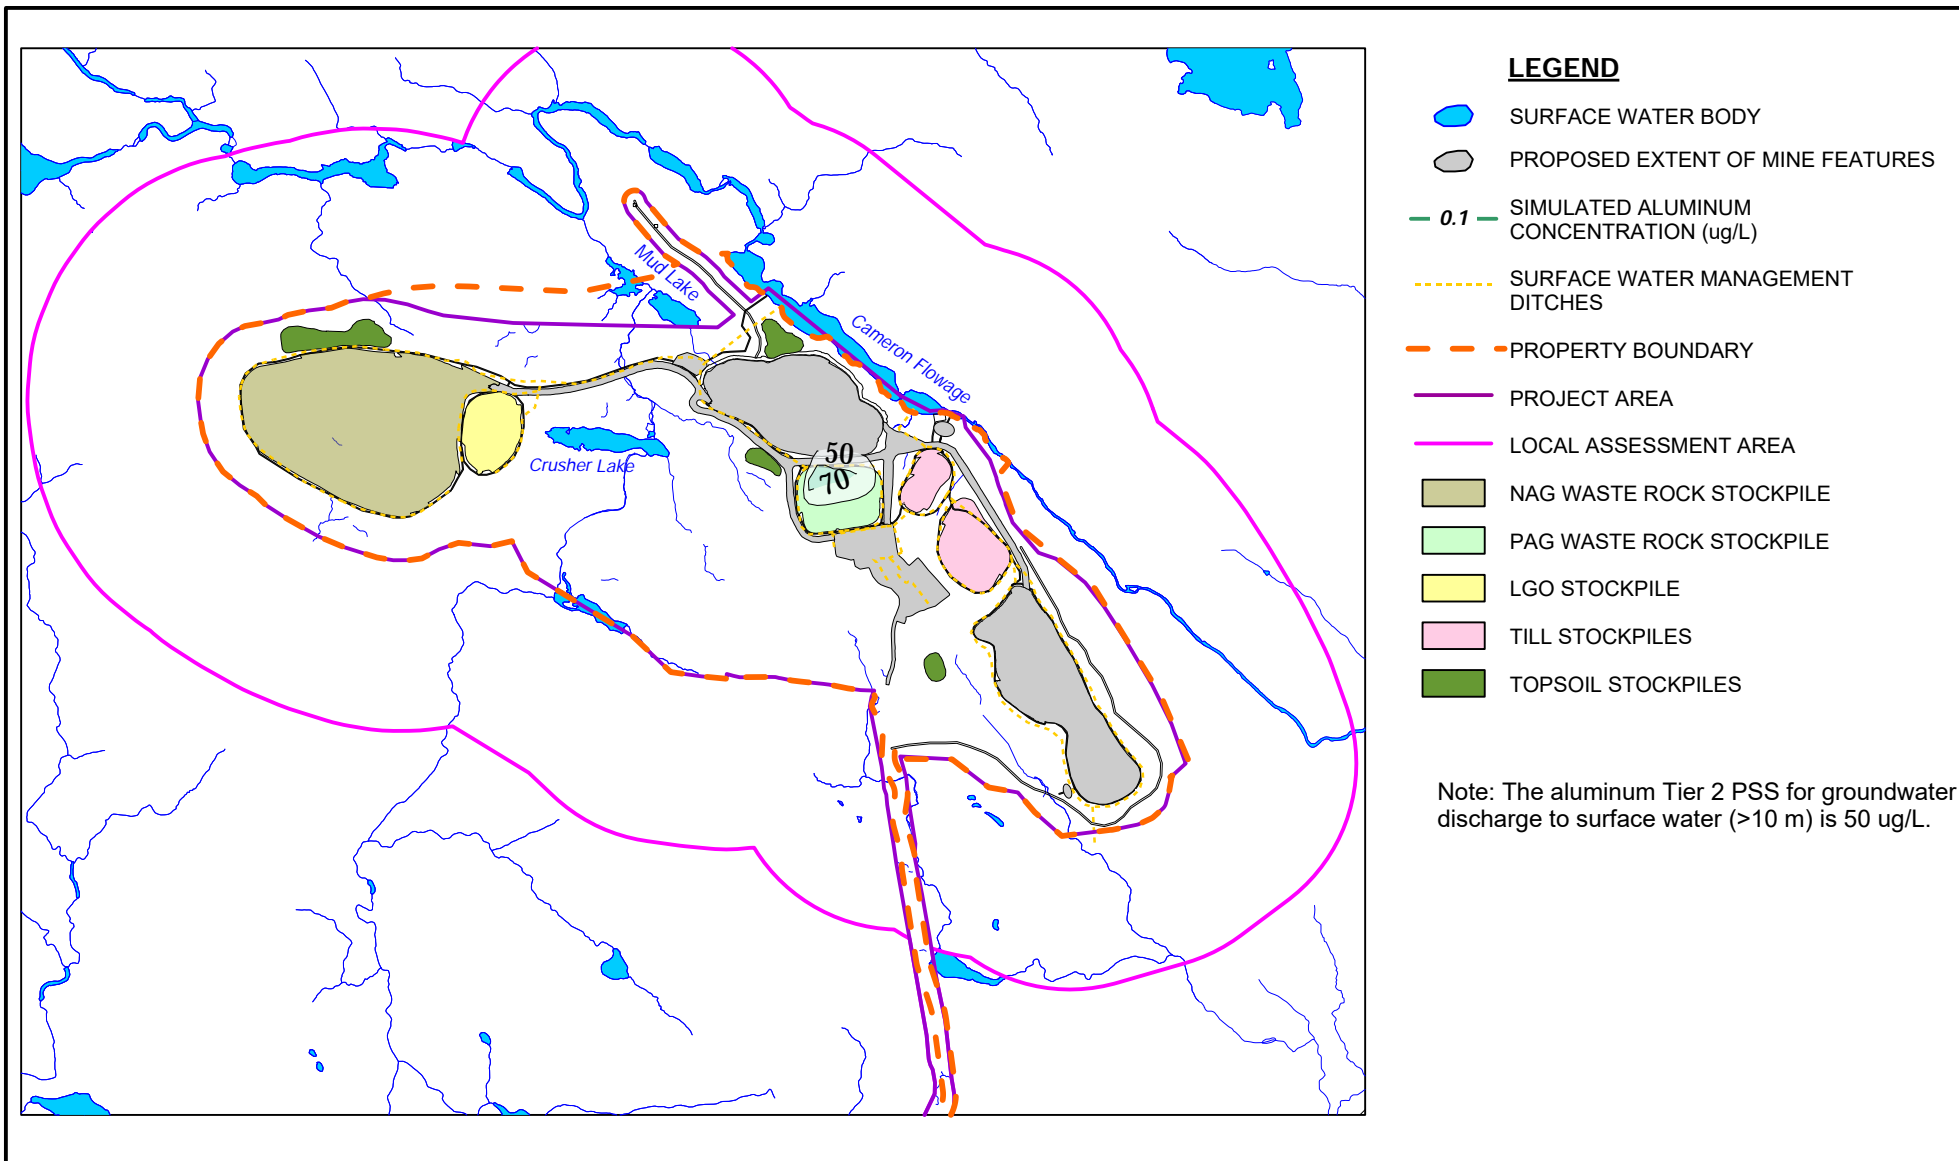 LEGEND
SURFACE WATER BODY
PROPOSED EXTENT OF MINE FEATURES
0.1
SIMULATED ALUMINUM
CONCENTRATION (ug/L)
SURFACE WATER MANAGEMENT
DITCHES
PROPERTY BOUNDARY
PROJECT AREA
LOCAL ASSESSMENT AREA
NAG WASTE ROCK STOCKPILE
PAG WASTE ROCK STOCKPILE
LGO STOCKPILE
TILL STOCKPILES
TOPSOIL STOCKPILES
Note: The aluminum Tier 2 PSS for groundwater
discharge to surface water (>10 m) is 50 ug/L.
Mud Lake
Cameron Flowage
Crusher Lake
50
70